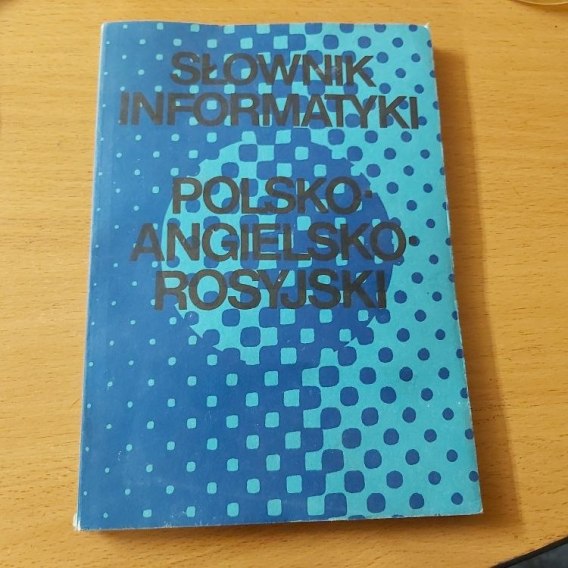 SŁOWNIK
INFORMATYKI
POLSKO-
ANGIELSKO-
ROSYJSKI